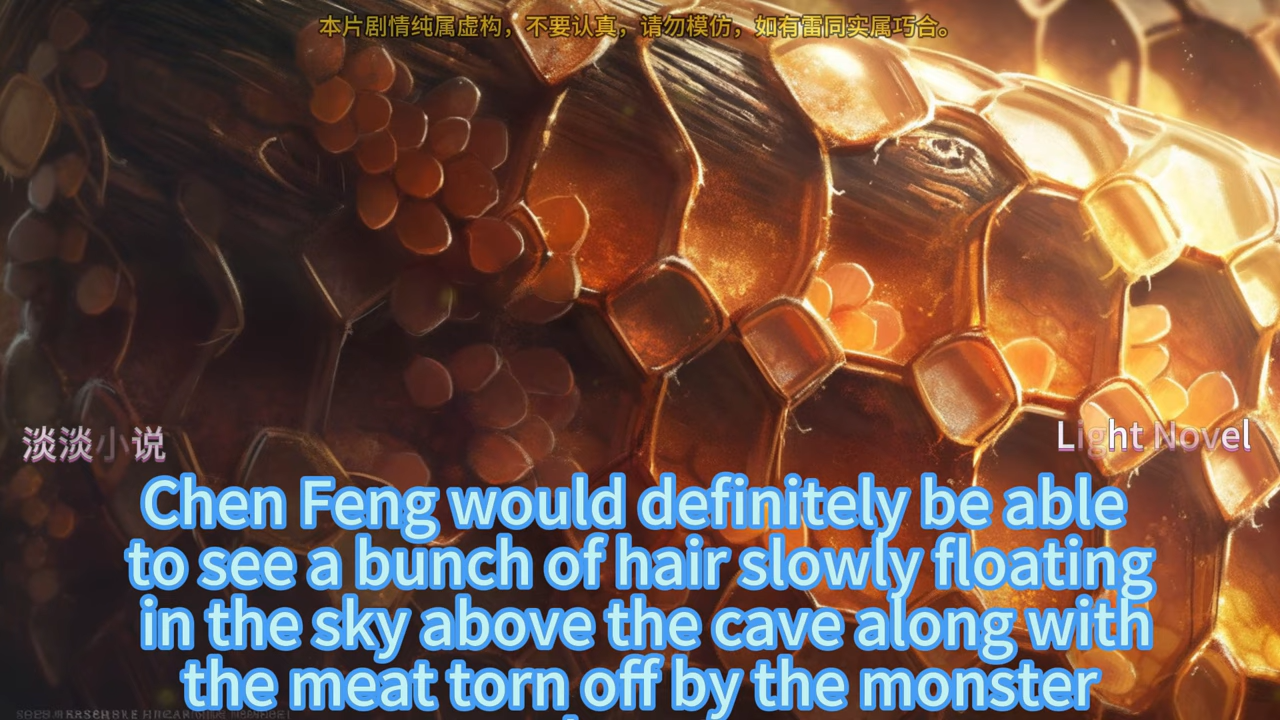 本片剧情纯属虚构，不要认真，请勿模仿，如有雷同实属巧合。
淡淡小说
Light Novel
Chen Feng would definitely be able
to see a bunch of hair slowly floating
in the sky above the cave along with
the meat torn off by the monster